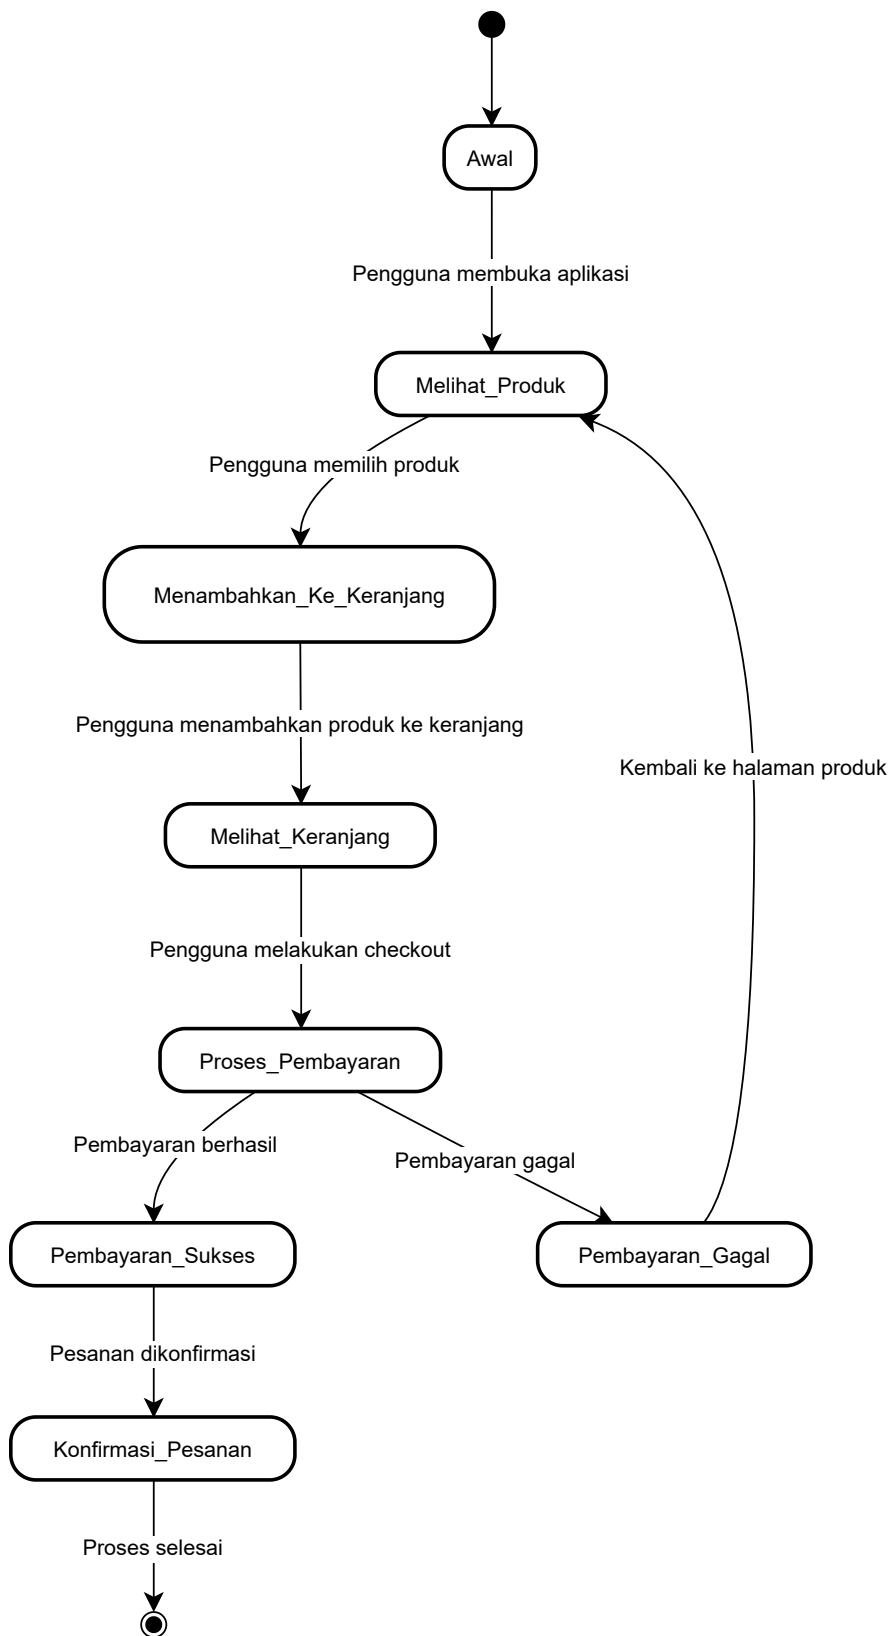 Awal
Pengguna membuka aplikasi
Melihat_Produk
Pengguna memilih produk
Menambahkan_Ke_Keranjang
Pengguna menambahkan produk ke keranjang
Kembali ke halaman produk
Melihat_Keranjang
Pengguna melakukan checkout
Proses_Pembayaran
Pembayaran berhasil
Pembayaran gagal
Pembayaran_Sukses
Pembayaran_Gagal
Pesanan dikonfirmasi
Konfirmasi_Pesanan
Proses selesai